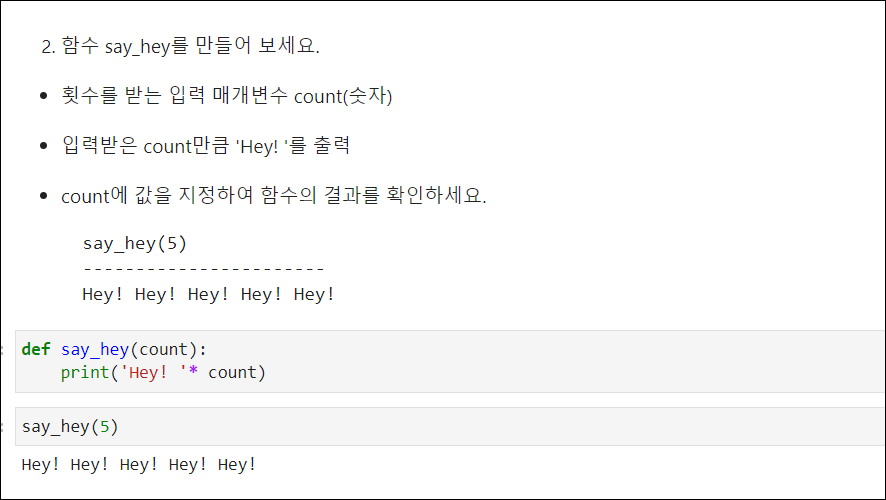 2. 함수 say_hey를 만들어 보세요.
• 횟수를 받는 입력 매개변수 count(숫자)
• 입력받은 count만큼 'Hey! '를 출력
• count에 값을 지정하여 함수의 결과를 확인하세요.
say_hey(5)
-----------------------
Hey! Hey! Hey! Hey! Hey!
def say_hey(count):
    print('Hey! '* count)
say_hey(5)
Hey! Hey! Hey! Hey! Hey!